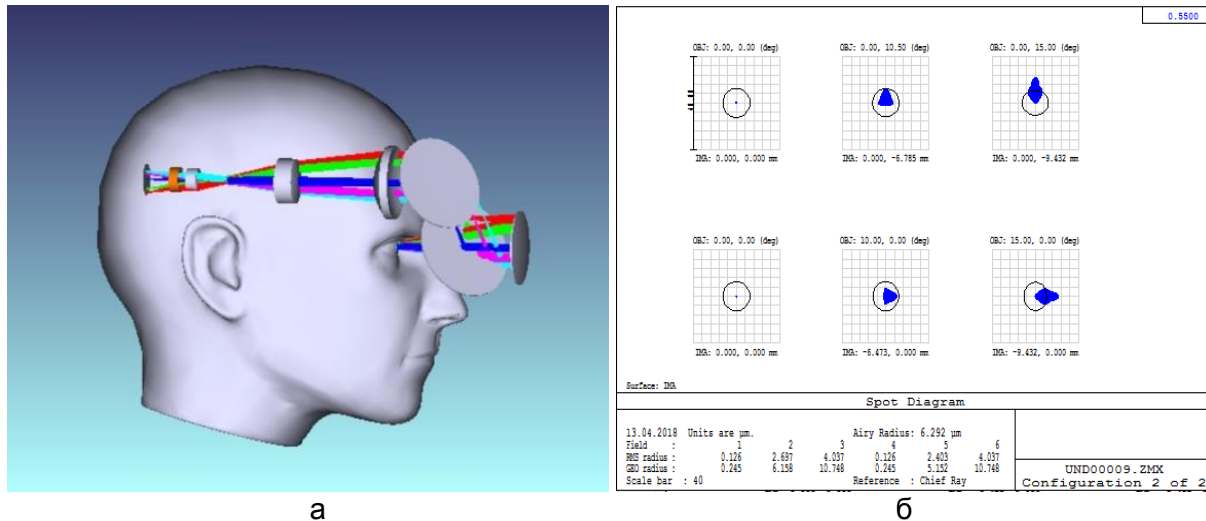 0.5500
OBJ: 0.00, 0.00 (deg) OBJ: 0.00, 10.50 (deg) OBJ: 0.00, 15.00 (deg)
IMA: 0.000, 0.000 mm IMA: 0.000, -6.785 mm IMA: 0.000, -9.432 mm
OBJ: 0.00, 0.00 (deg) OBJ: 10.00, 0.00 (deg) OBJ: 15.00, 0.00 (deg)
IMA: 0.000, 0.000 mm IMA: -6.473, 0.000 mm IMA: -9.432, 0.000 mm
Surface: IMA
Spot Diagram
13.04.2018 Units are µm. Airy Radius: 6.292 µm
Field : 1 2 3 4 5 6
RMS radius : 0.126 2.697 4.037 0.126 2.403 4.037
GEO radius : 0.245 6.158 10.748 0.245 5.152 10.748
Scale bar : 40 Reference : Chief Ray
UND00009.ZMX
Configuration 2 of 2
а б